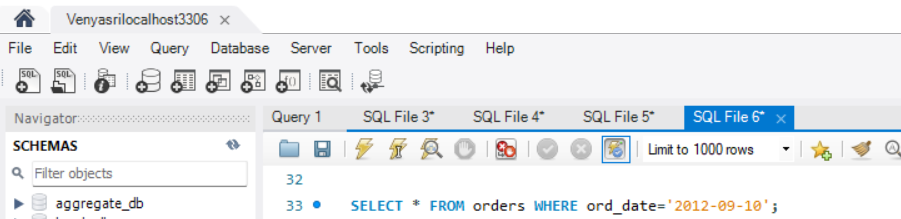 Venyasrilocalhost3306 ×
File Edit View Query Database Server Tools Scripting Help
SQL SQL
Navigator Query 1 SQL File 3* SQL File 4* SQL File 5* SQL File 6* ×
SCHEMAS Limit to 1000 rows
Filter objects
32
aggregate_db
33 SELECT * FROM orders WHERE ord_date='2012-09-10';